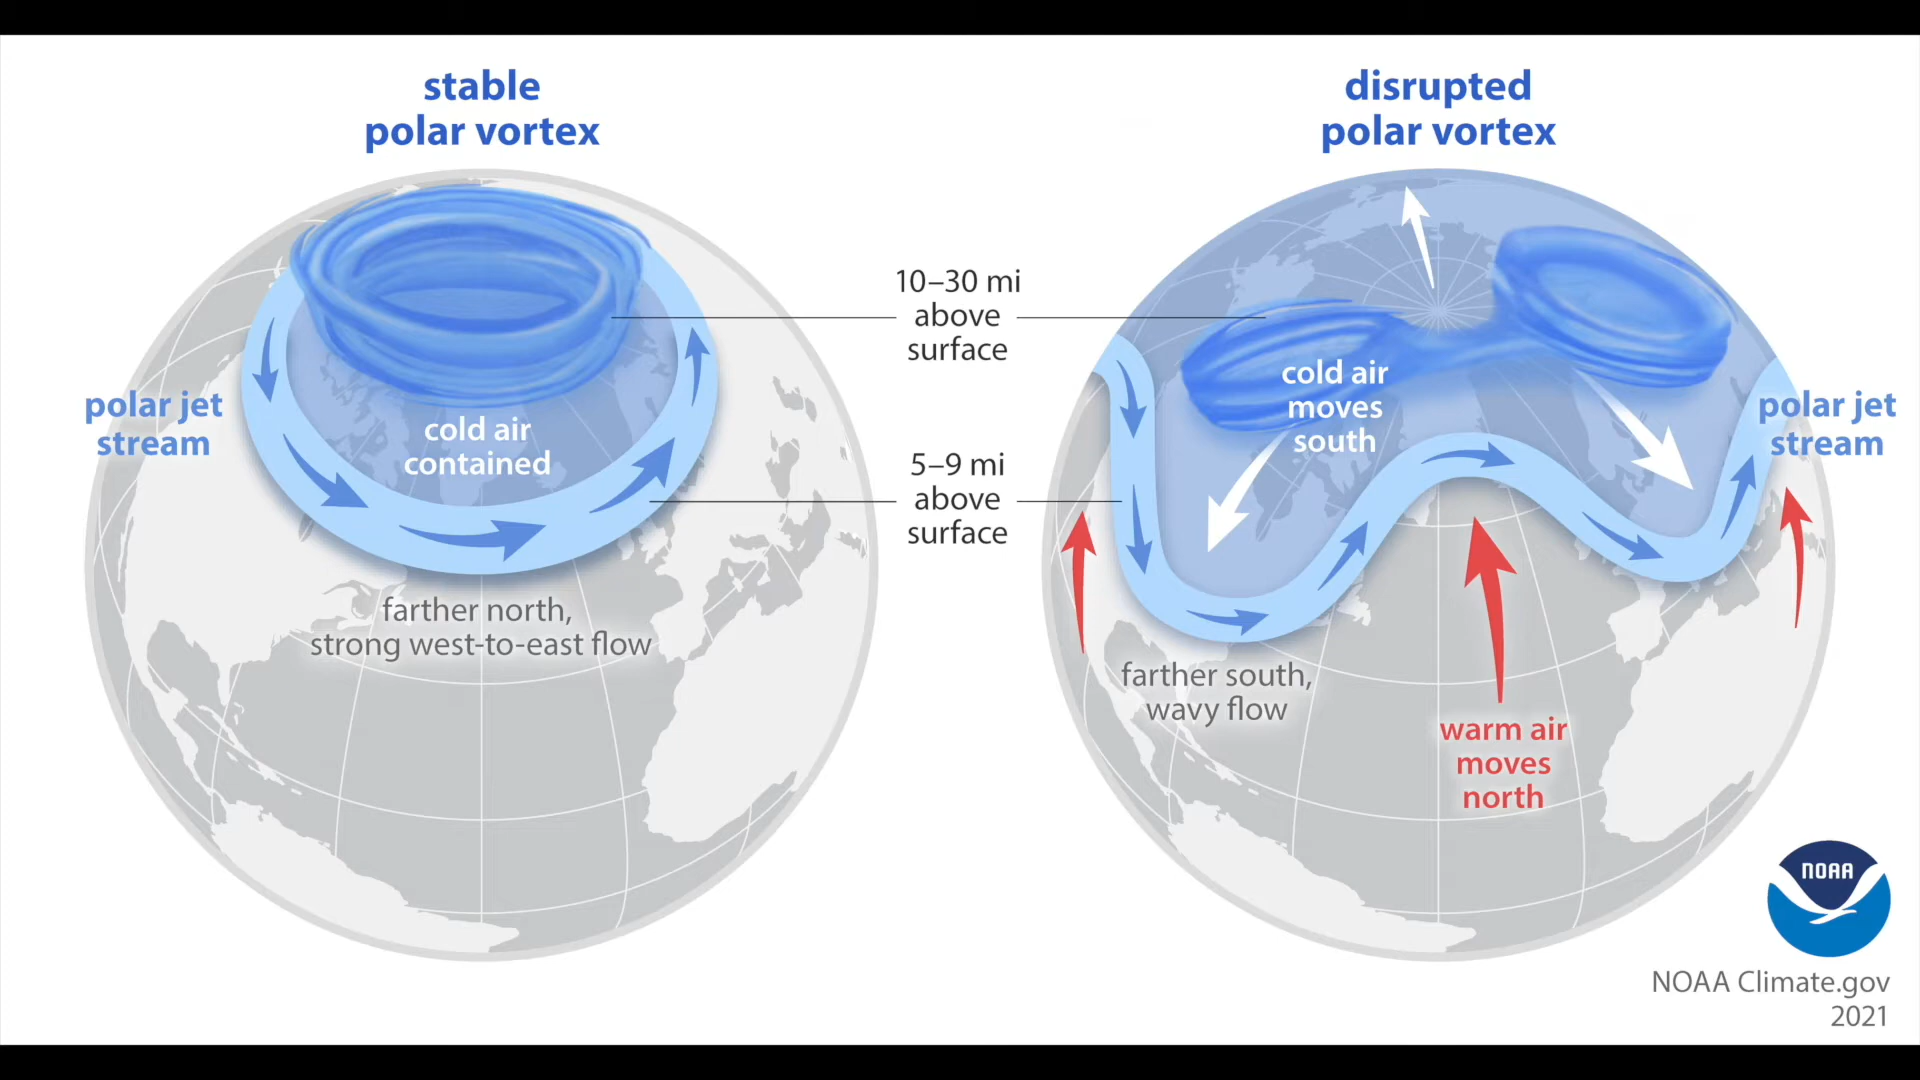 stable
polar vortex
disrupted
polar vortex
10–30 mi
above
surface
polar jet
stream
cold air
contained
5–9 mi
above
surface
farther north,
strong west-to-east flow
cold air
moves
south
polar jet
stream
farther south,
wavy flow
warm air
moves
north
NOAA
NOAA Climate.gov
2021